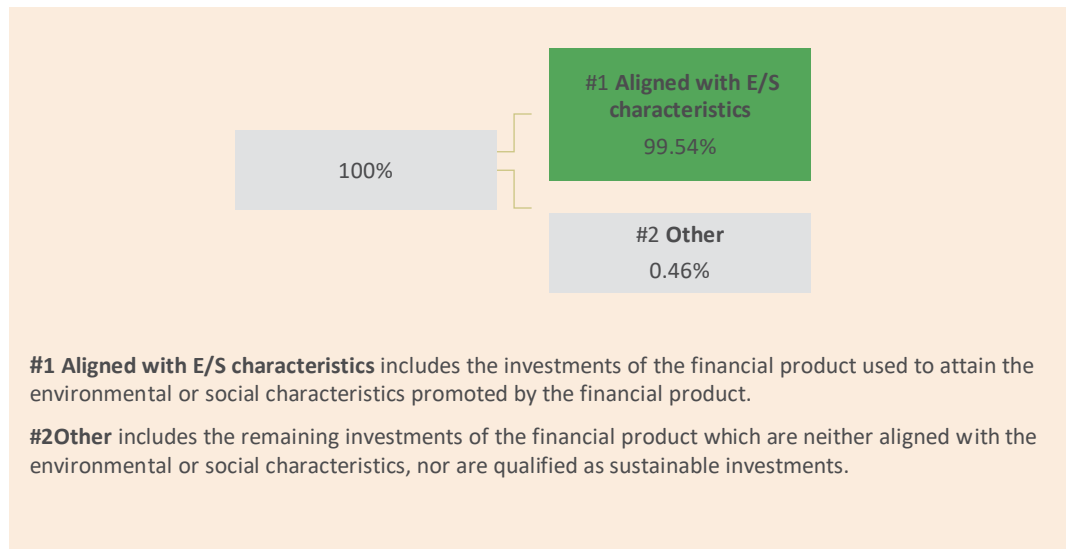 100%
#1 Aligned with E/S
characteristics
99.54%
#2 Other
0.46%
#1 Aligned with E/S characteristics includes the investments of the financial product used to attain the
environmental or social characteristics promoted by the financial product.
#2Other includes the remaining investments of the financial product which are neither aligned with the
environmental or social characteristics, nor are qualified as sustainable investments.